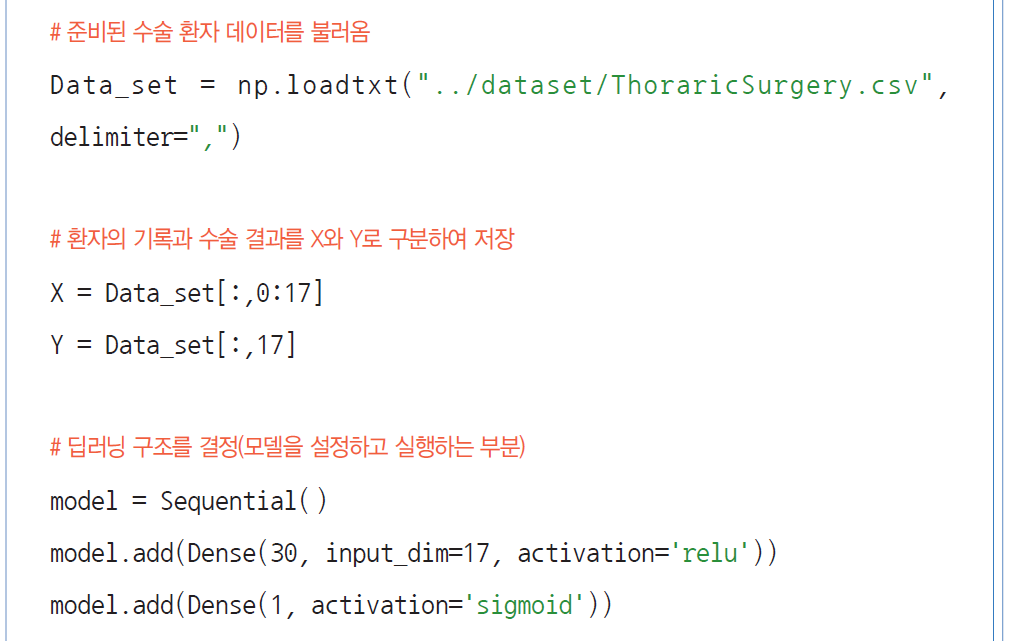 # 준비된 수술 환자 데이터를 불러옴
Data_set = np.loadtxt("../dataset/ThoraricSurgery.csv",
delimiter=",")
# 환자의 기록과 수술 결과를 X와 Y로 구분하여 저장
X = Data_set[:,0:17]
Y = Data_set[:,17]
# 딥러닝 구조를 결정(모델을 설정하고 실행하는 부분)
model = Sequential()
model.add(Dense(30, input_dim=17, activation='relu'))
model.add(Dense(1, activation='sigmoid'))